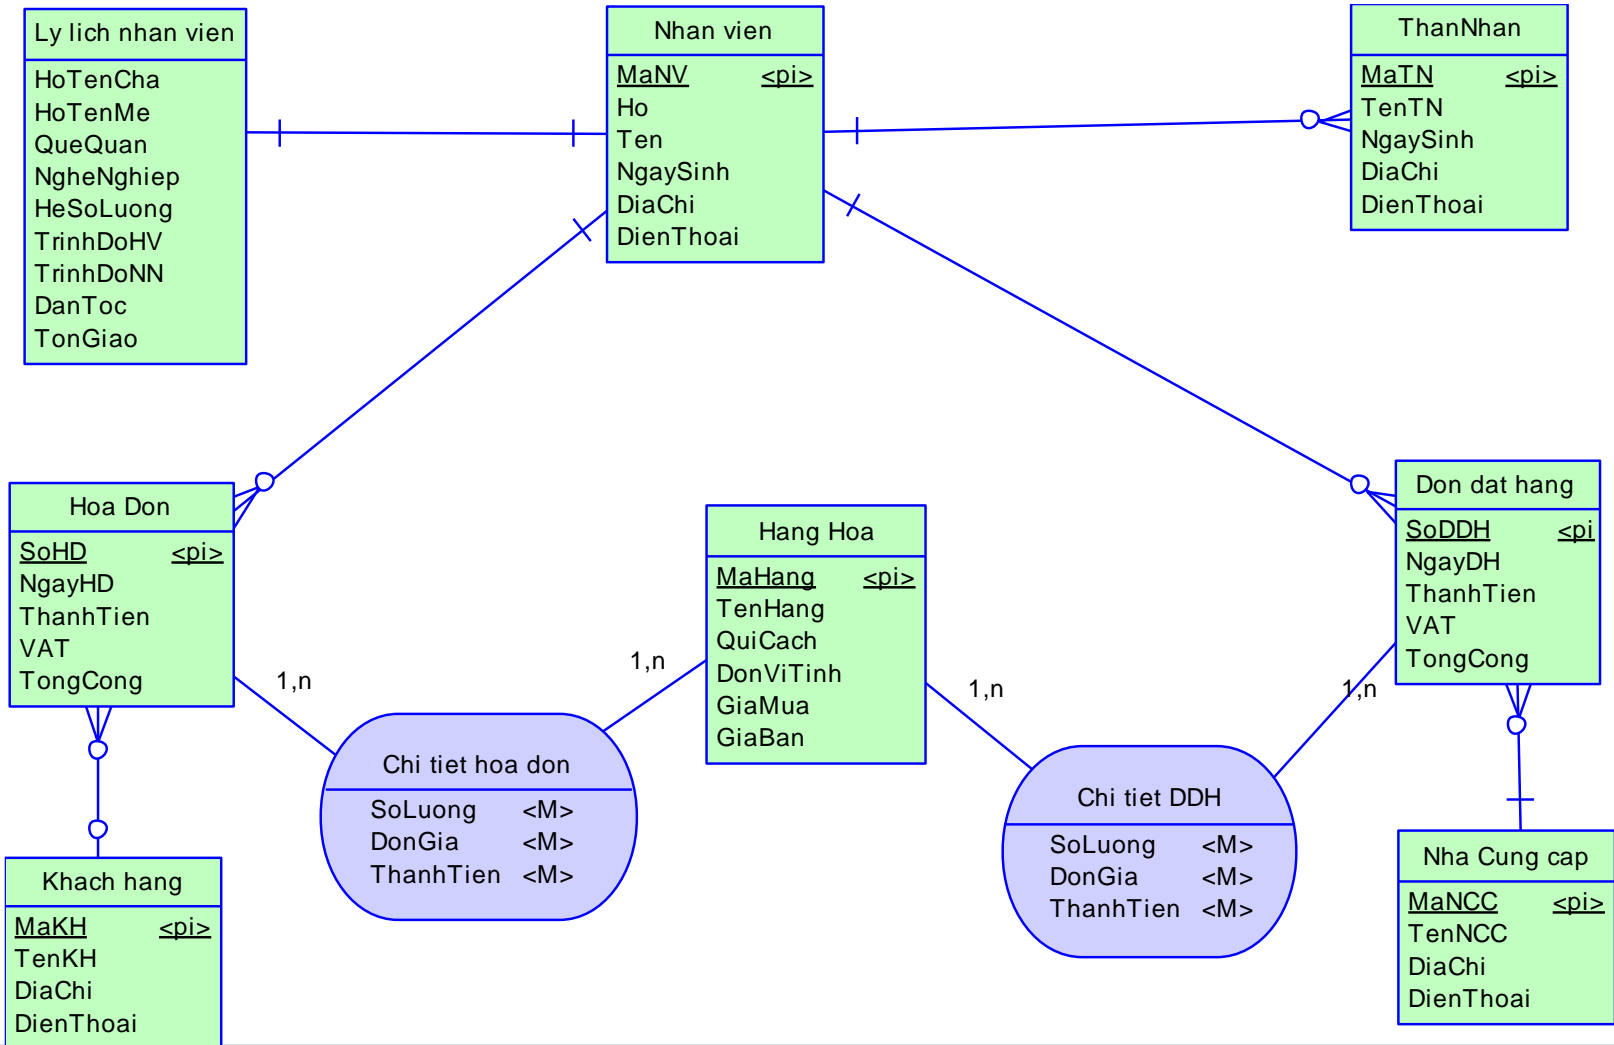 Ly lich nhan vien
HoTenCha
HoTenMe
QueQuan
NgheNghiep
HeSoLuong
TrinhDoHV
TrinhDoNN
DanToc
TonGiao
Nhan vien
MaNV <pi>
Ho
Ten
NgaySinh
DiaChi
DienThoai
ThanNhan
MaTN <pi>
TenTN
NgaySinh
DiaChi
DienThoai
Hoa Don
SoHD <pi>
NgayHD
ThanhTien
VAT
TongCong
Hang Hoa
MaHang <pi>
TenHang
QuiCach
DonViTinh
GiaMua
GiaBan
Don dat hang
SoDDH <pi
NgayDH
ThanhTien
VAT
TongCong
1,n
1,n
1,n
1,n
Chi tiet hoa don
SoLuong <M>
DonGia <M>
ThanhTien <M>
Chi tiet DDH
SoLuong <M>
DonGia <M>
ThanhTien <M>
Khach hang
MaKH <pi>
TenKH
DiaChi
DienThoai
Nha Cung cap
MaNCC <pi>
TenNCC
DiaChi
DienThoai